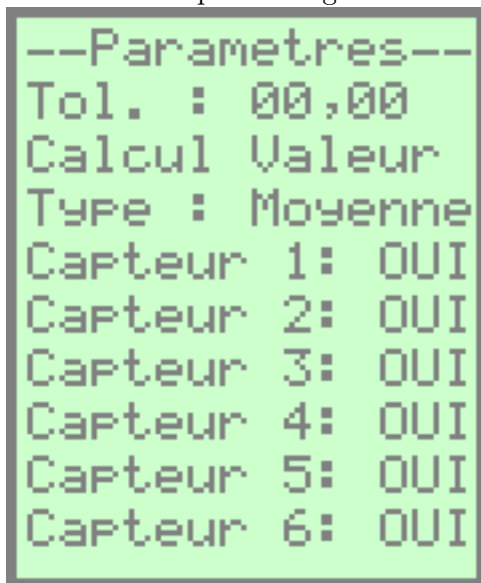 --Parametres--
Tol. : 00,00
Calcul Valeur
Type : Moyenne
Capteur 1: OUI
Capteur 2: OUI
Capteur 3: OUI
Capteur 4: OUI
Capteur 5: OUI
Capteur 6: OUI